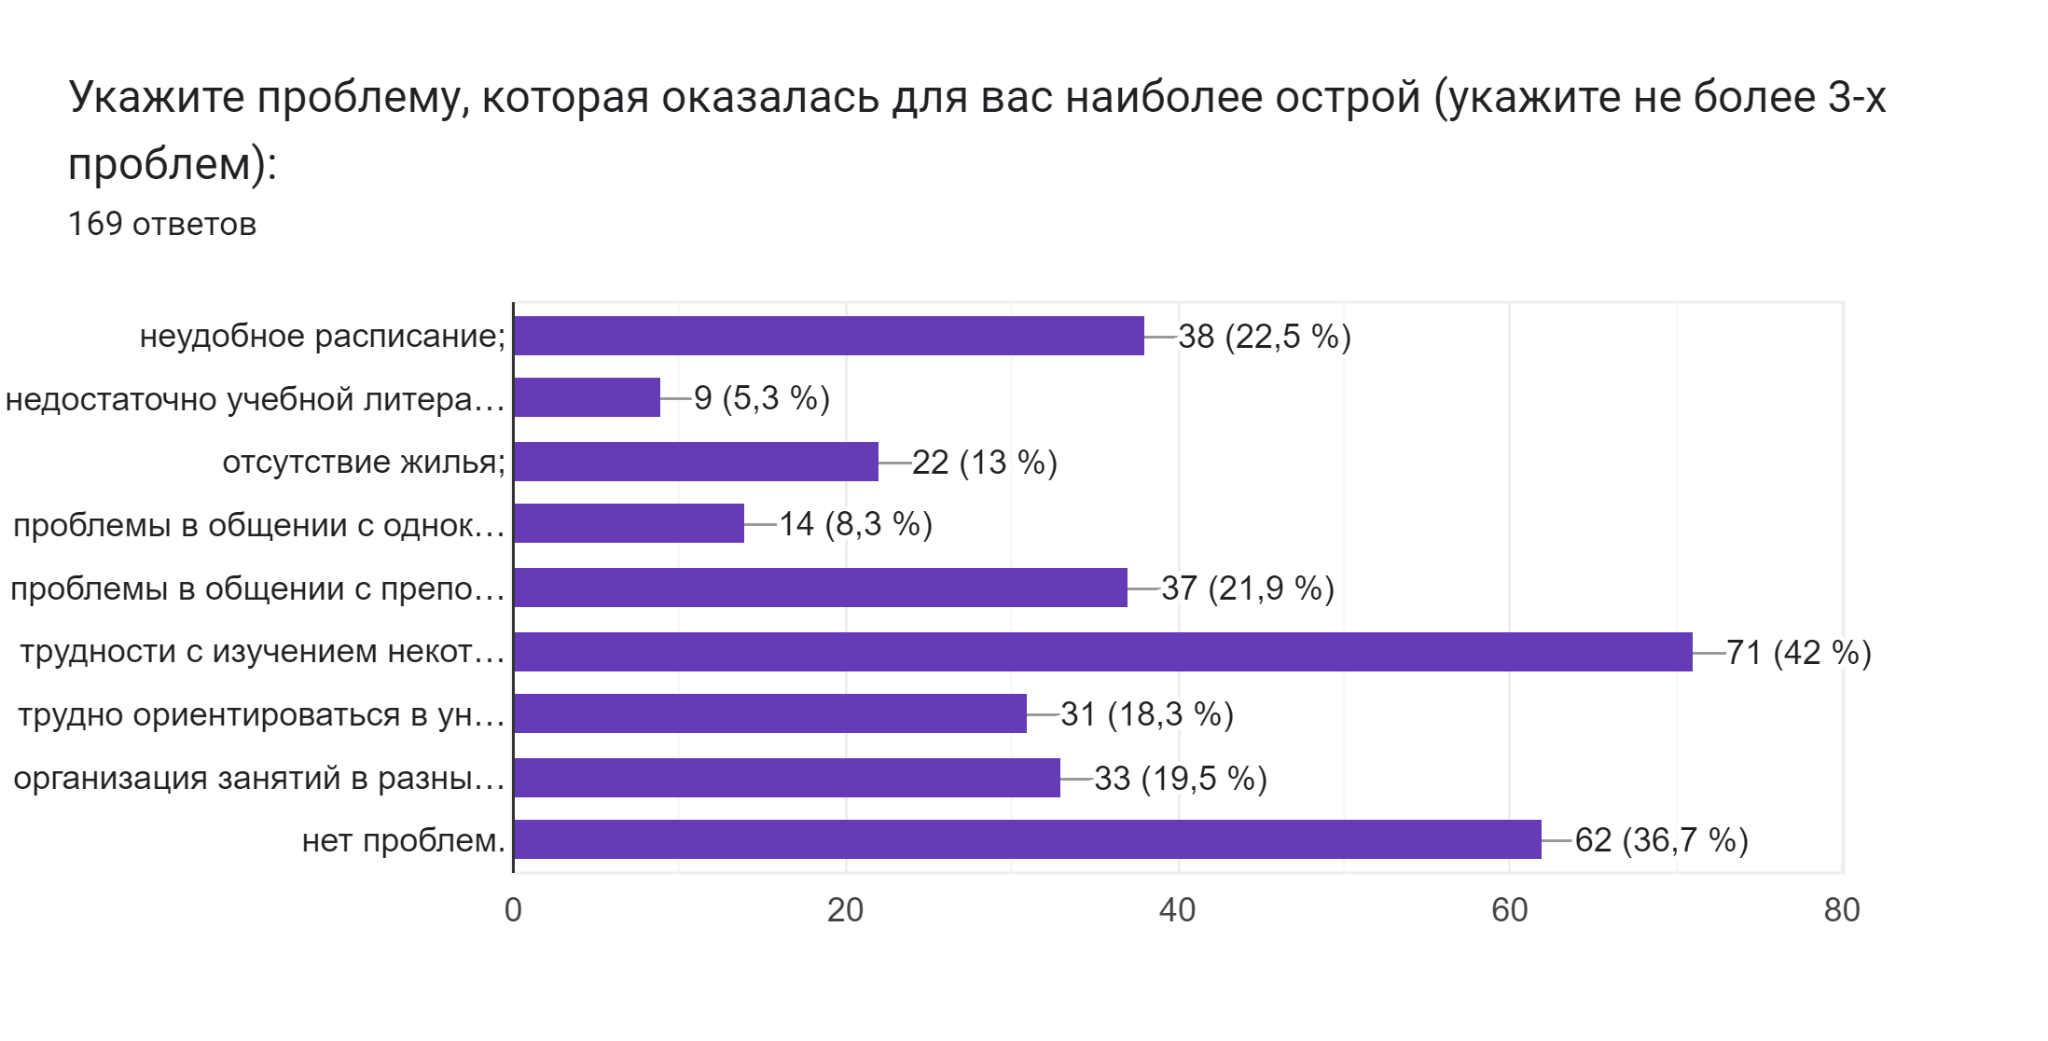 Укажите проблему, которая оказалась для вас наиболее острой (укажите не более 3-х
проблем):
169 ответов
неудобное расписание;
38 (22,5 %)
недостаточно учебной литера…
9 (5,3 %)
отсутствие жилья;
22 (13 %)
проблемы в общении с однок…
14 (8,3 %)
проблемы в общении с препо…
37 (21,9 %)
трудности с изучением некот…
71 (42 %)
трудно ориентироваться в ун…
31 (18,3 %)
организация занятий в разны…
33 (19,5 %)
нет проблем.
62 (36,7 %)
0 20 40 60 80